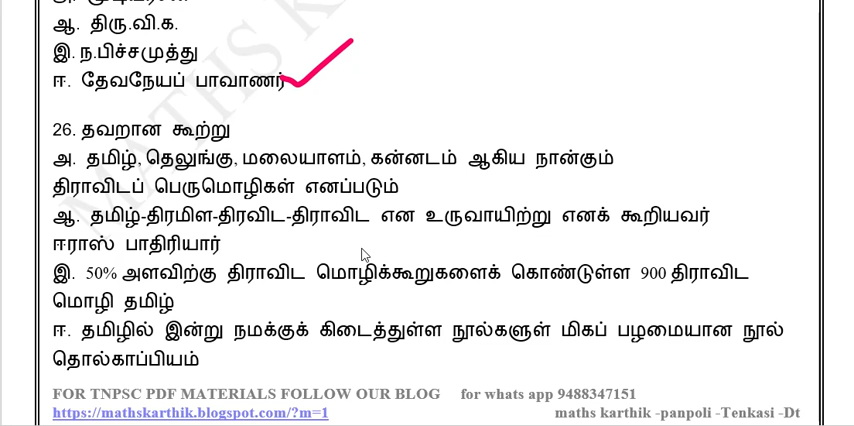 ஆ. திரு.வி.க.
இ. ந.பிச்சமுத்து
ஈ. தேவநேயப் பாவாணர்
26. தவறான கூற்று
அ. தமிழ், தெலுங்கு, மலையாளம், கன்னடம் ஆகிய நான்கும்
திராவிடப் பெருமொழிகள் எனப்படும்
ஆ. தமிழ்-திரமிள-திரவிட-திராவிட என உருவாயிற்று எனக் கூறியவர்
ஈராஸ் பாதிரியார்
இ. 50% அளவிற்கு திராவிட மொழிக்கூறுகளைக் கொண்டுள்ள 900 திராவிட
மொழி தமிழ்
ஈ. தமிழில் இன்று நமக்குக் கிடைத்துள்ள நூல்களுள் மிகப் பழமையான நூல்
தொல்காப்பியம்
FOR TNPSC PDF MATERIALS FOLLOW OUR BLOG for whats app 9488347151
https://mathskarthik.blogspot.com/?m=1 maths karthik -panpoli -Tenkasi -Dt
MATHS K